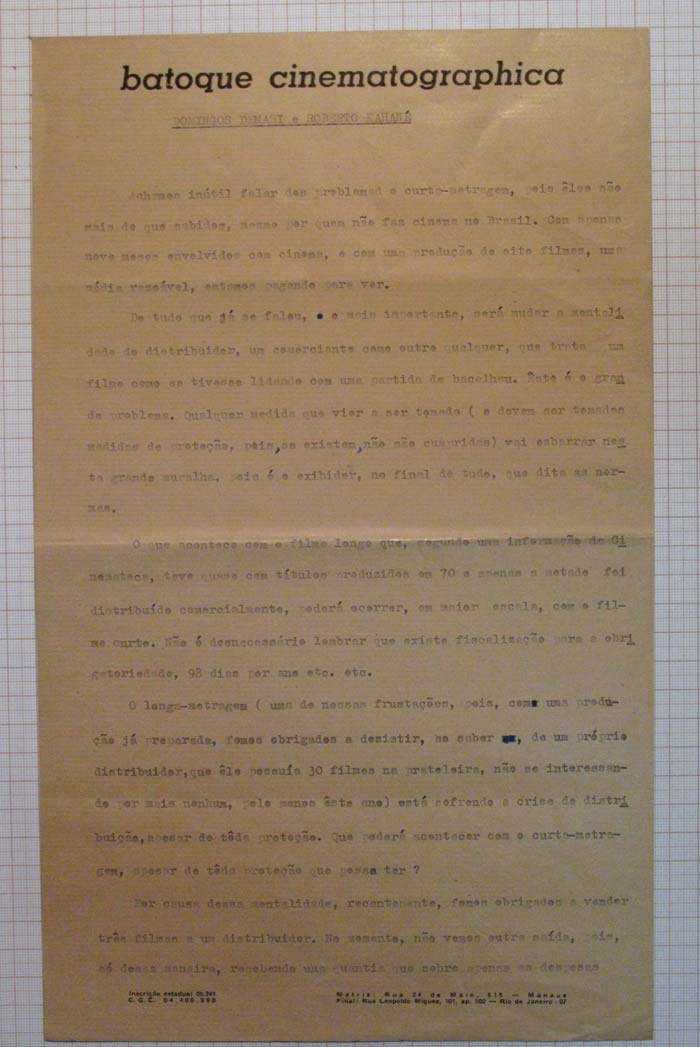 batoque cinematographica
DOMINGOS DEMASI e ROBERTO KAHANÉ
Achamos inútil falar dos problemas o curta-metragem, pois êles são
mais do que sabidos, mesmo por quem não faz cinema no Brasil. Com apenas
nove meses envolvidos com cinema, e com uma produção de oito filmes, uma
média razoável, estamos pagando para ver.
De tudo que já se falou, o mais importante, será mudar a mentali
dade do distribuidor, um comerciante como outro qualquer, que trata um
filme como se tivesse lidando com uma partida de bacalhau. Êste é o gran
de problema. Qualquer medida que vier a ser tomada ( e devem ser tomadas
medidas de proteção, pois, se existem, não são cumpridas) vai esbarrar nes
ta grande muralha, pois é o exibidor, no final de tudo, que dita as nor-
mas.
O que acontece com o filme longo que, segundo uma informação da Ci
nemateca, teve quase cem títulos produzidos em 70 e apenas a metade foi
distribuído comercialmente, poderá ocorrer, em maior escala, com o fil-
me curto. Não é desnecessário lembrar que existe fiscalização para a obri
gatoriedade, 98 dias por ano etc. etc.
O longa-metragem ( uma de nossas frustações, pois, com uma produ-
ção já preparada, fomos obrigados a desistir, ao saber, de um próprio
distribuidor, que êle possuía 30 filmes na prateleira, não se interessan-
do por mais nenhum, pelo menos êste ano) está sofrendo a crise de distri
buição, apesar de tôda proteção. Que poderá acontecer com o curta-metra-
gem, apesar de tôda proteção que possa ter ?
Por causa dessa mentalidade, recentemente, fomos obrigados a vender
três filmes a um distribuidor. No momento, não vemos outra saída, pois,
só dessa maneira, recebendo uma quantia que cobre apenas as despesas
Inscrição estadual 05.741
C. G. C. 04.400.990
Matriz: Rua 24 de Maio, 515 — Manaus
Filial: Rua Leopoldo Miguez, 101, ap. 502 — Rio de Janeiro - 07